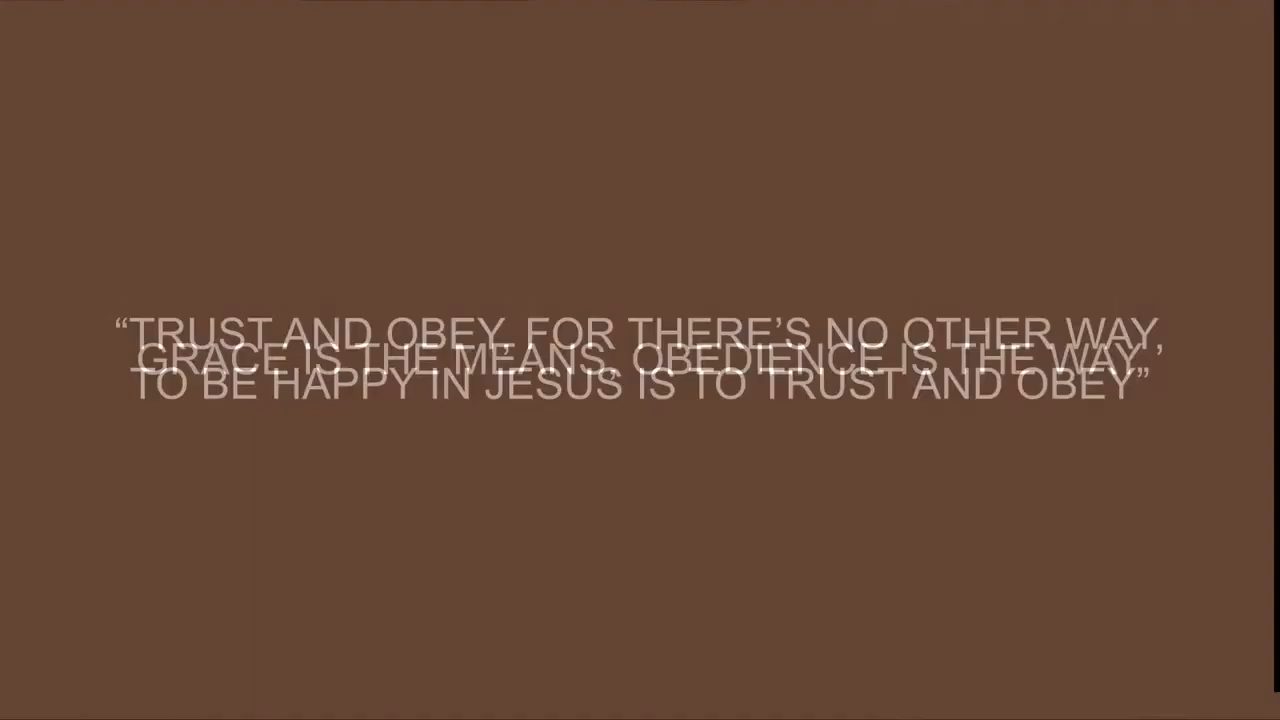 “TRUST AND OBEY, FOR THERE’S NO OTHER WAY,
GRACE IS THE MEANS, OBEDIENCE IS THE WAY.’
TO BE HAPPY IN JESUS IS TO TRUST AND OBEY”